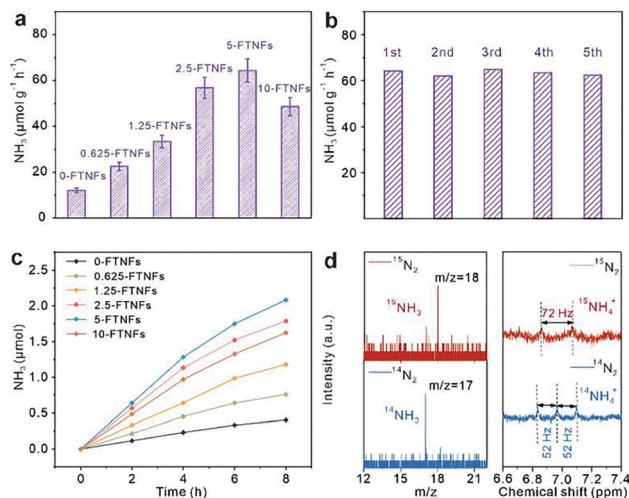 a
NH₃ (μmol g⁻¹ h⁻¹)
80
60
40
20
0
0-FTNFs
0.625-FTNFs
1.25-FTNFs
2.5-FTNFs
5-FTNFs
10-FTNFs
b
NH₃ (μmol g⁻¹ h⁻¹)
80
60
40
20
1st 2nd 3rd 4th 5th
c
NH₃ (μmol)
2.5
2.0
1.5
1.0
0.5
0.0
0-FTNFs
0.625-FTNFs
1.25-FTNFs
2.5-FTNFs
5-FTNFs
10-FTNFs
0 2 4 6 8
Time (h)
d
Intensity (a.u.)
¹⁵N₂
m/z=18
¹⁵NH₃
¹⁴N₂
m/z=17
¹⁴NH₃
12 15 18 21
m/z
¹⁵N₂
¹⁵NH₄⁺
72 Hz
¹⁴N₂
¹⁴NH₄⁺
52 Hz
52 Hz
6.6 6.8 7.0 7.2
Chemical shift (ppm)